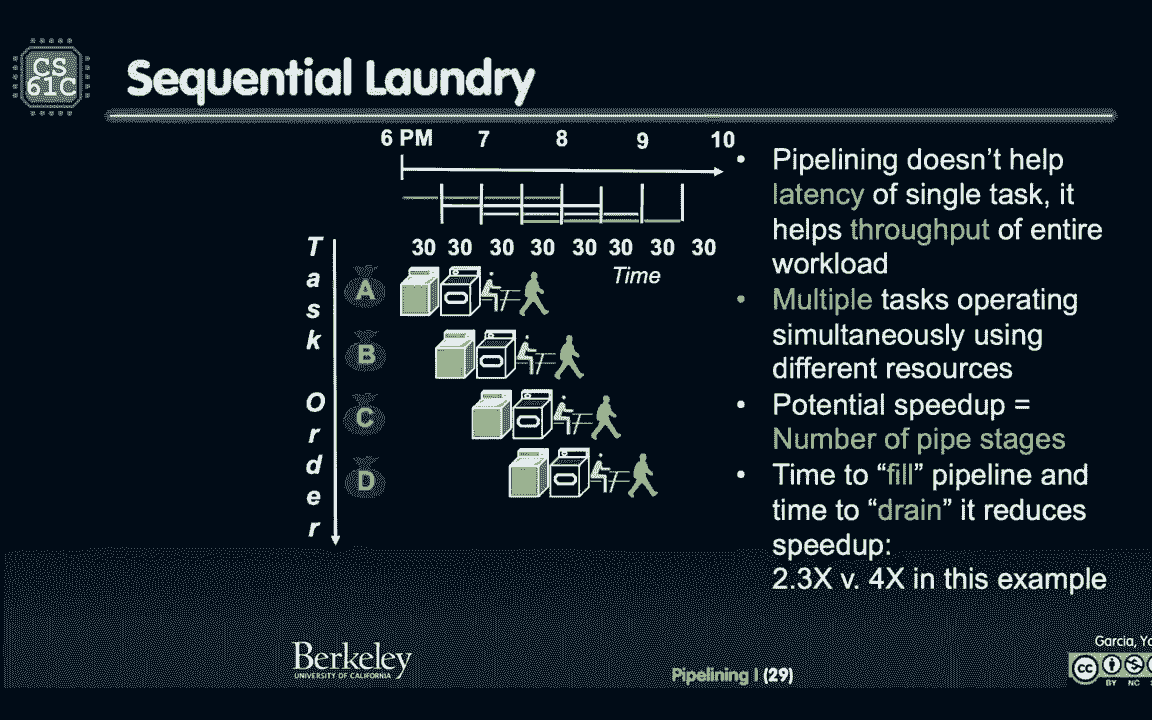 CS
61C
Sequential Laundry
6 PM 7 8 9 10
30 30 30 30 30 30 30 30
Time
Task Order
A
B
C
D
• Pipelining doesn’t help
latency of single task, it
helps throughput of entire
workload
• Multiple tasks operating
simultaneously using
different resources
• Potential speedup =
Number of pipe stages
• Time to “fill” pipeline and
time to “drain” it reduces
speedup:
2.3X v. 4X in this example
Berkeley
UNIVERSITY OF CALIFORNIA
Pipelining I (29)
Garcia,
cc
BY NC